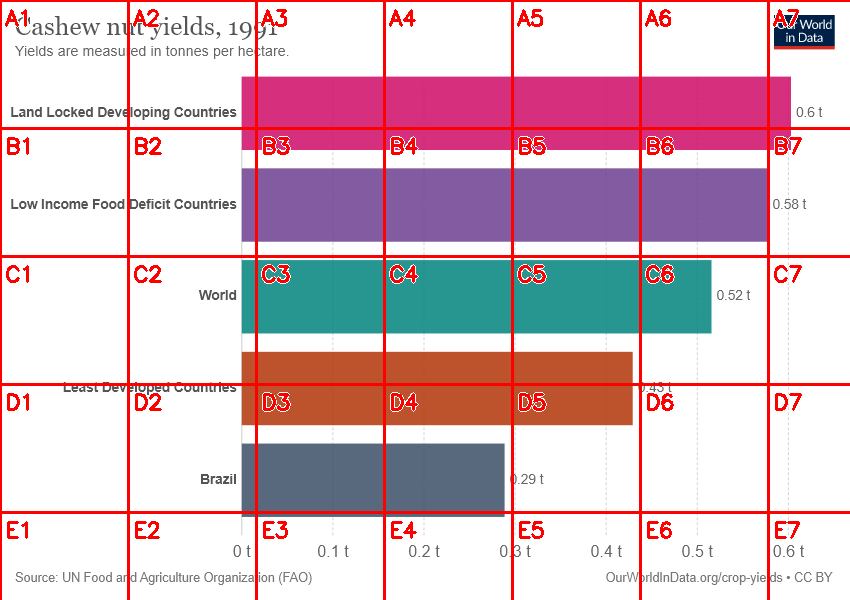 Cashew nut yields, 1991
Yields are measured in tonnes per hectare.
Our World
in Data
Land Locked Developing Countries
0.6 t
Low Income Food Deficit Countries
0.58 t
World
0.52 t
Least Developed Countries
0.43 t
Brazil
0.29 t
0 t
0.1 t
0.2 t
0.3 t
0.4 t
0.5 t
0.6 t
Source: UN Food and Agriculture Organization (FAO)
OurWorldInData.org/crop-yields • CC BY
A1 A2 A3 A4 A5 A6 A7
B1 B2 B3 B4 B5 B6 B7
C1 C2 C3 C4 C5 C6 C7
D1 D2 D3 D4 D5 D6 D7
E1 E2 E3 E4 E5 E6 E7